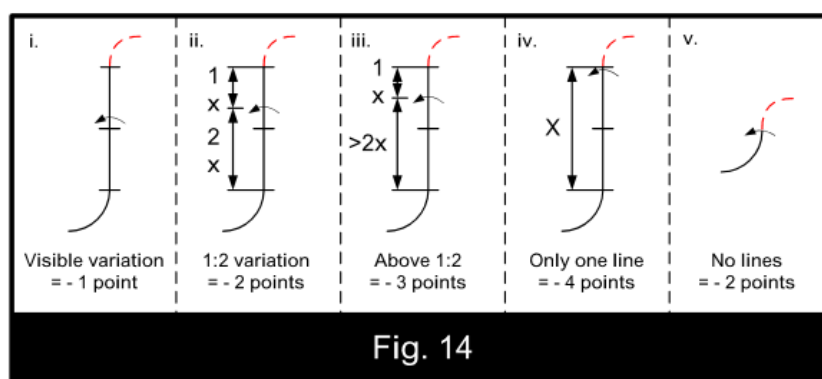 i.
ii.
iii.
iv.
v.
1
x
2
x
1
x
>2x
X
Visible variation
= - 1 point
1:2 variation
= - 2 points
Above 1:2
= - 3 points
Only one line
= - 4 points
No lines
= - 2 points
Fig. 14